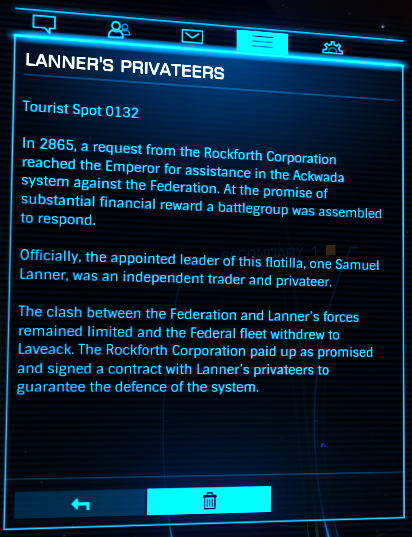 LANNER'S PRIVATEERS
Tourist Spot 0132
In 2865, a request from the Rockforth Corporation
reached the Emperor for assistance in the Ackwada
system against the Federation. At the promise of
substantial financial reward a battlegroup was assembled
to respond.
Officially, the appointed leader of this flotilla, one Samuel
Lanner, was an independent trader and privateer.
The clash between the Federation and Lanner's forces
remained limited and the Federal fleet withdrew to
Laveack. The Rockforth Corporation paid up as promised
and signed a contract with Lanner's privateers to
guarantee the defence of the system.